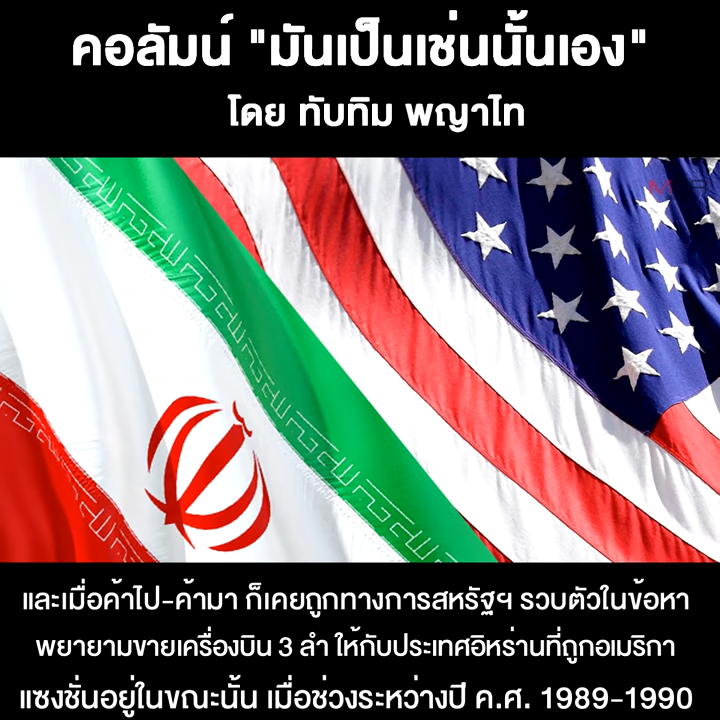 คอลัมน์ "มันเป็นเช่นนั้นเอง"
โดย ทับทิม พญาไท
และเมื่อค้าไป-ค้ามา ก็เคยถูกทางการสหรัฐฯ รวบตัวในข้อหา
พยายามขายเครื่องบิน 3 ลำ ให้กับประเทศอิหร่านที่ถูกอเมริกา
แซงชั่นอยู่ในขณะนั้น เมื่อช่วงระหว่างปี ค.ศ. 1989-1990